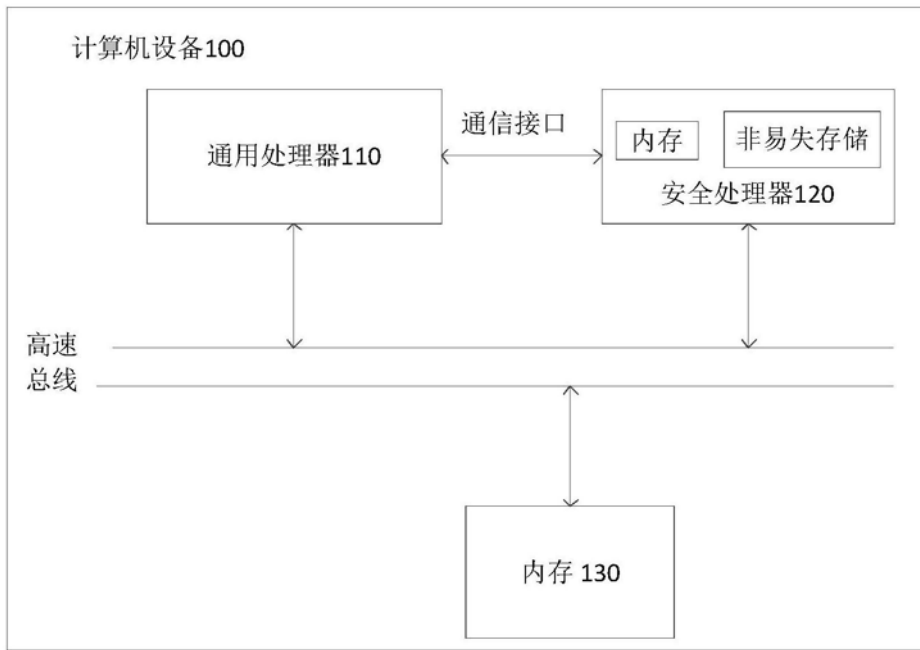 计算机设备100
通用处理器110
通信接口
内存
非易失存储
安全处理器120
高速
总线
内存 130